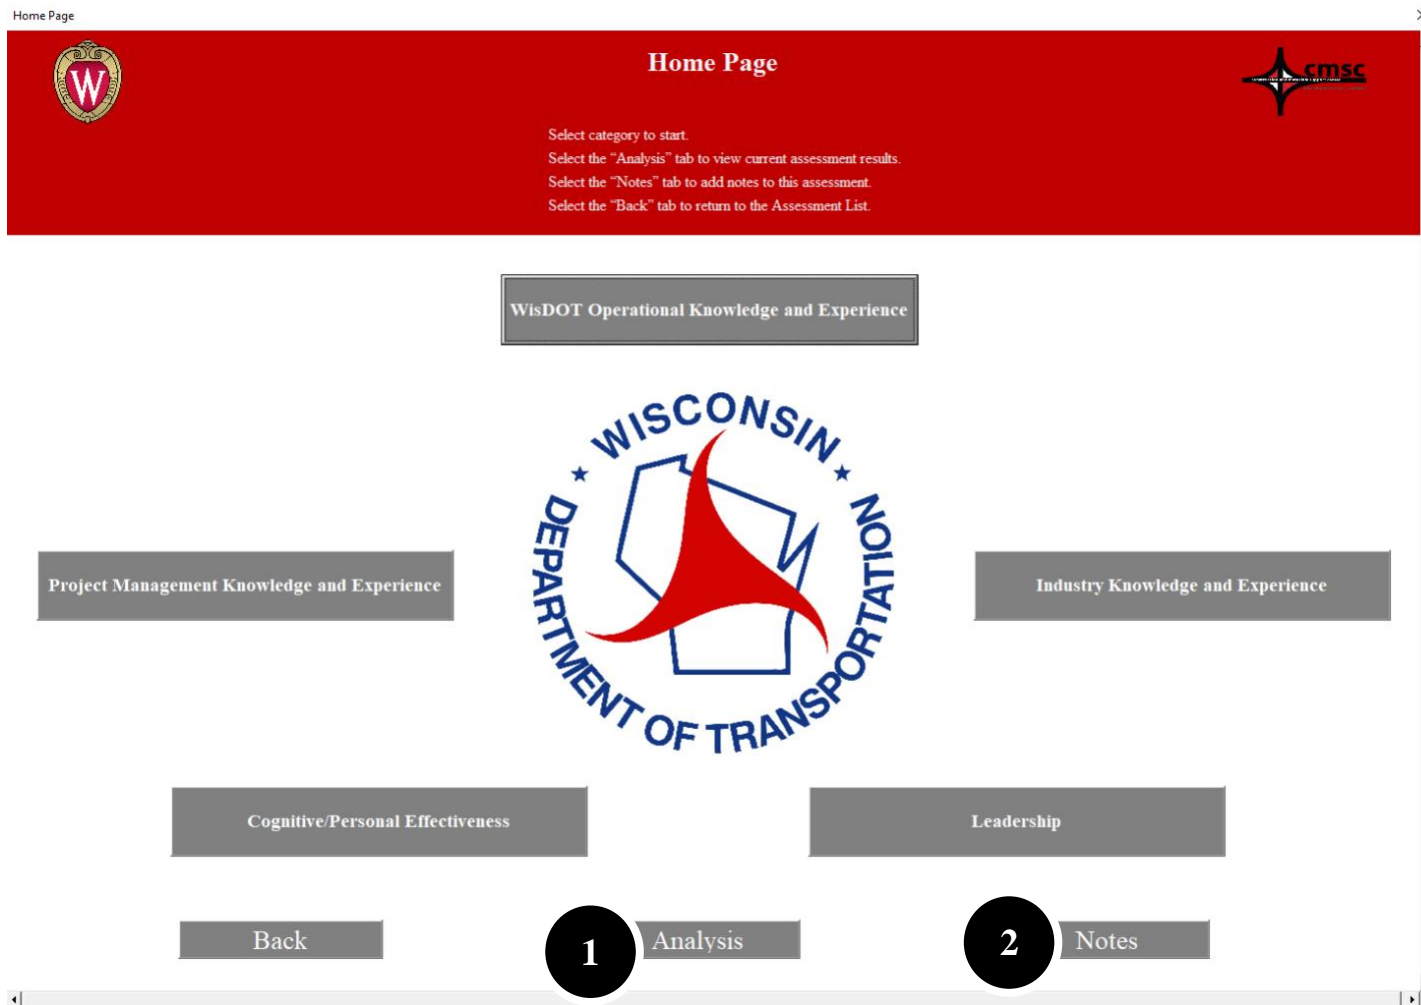 Home Page
Home Page
W
cmsc
Select category to start.
Select the “Analysis” tab to view current assessment results.
Select the “Notes” tab to add notes to this assessment.
Select the “Back” tab to return to the Assessment List.
WisDOT Operational Knowledge and Experience
WISCONSIN
DEPARTMENT OF TRANSPORTATION
Project Management Knowledge and Experience
Industry Knowledge and Experience
Cognitive/Personal Effectiveness
Leadership
Back
1
Analysis
2
Notes